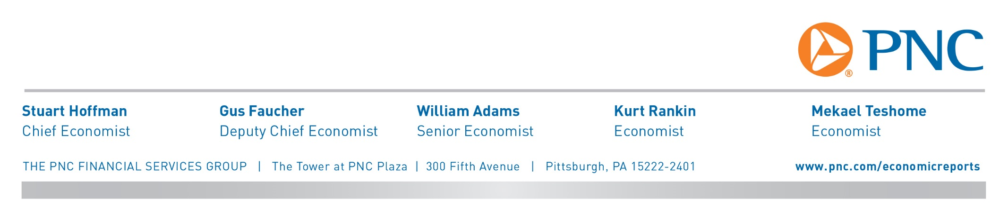 PNC
Stuart Hoffman Gus Faucher William Adams Kurt Rankin Mekael Teshome
Chief Economist Deputy Chief Economist Senior Economist Economist Economist
THE PNC FINANCIAL SERVICES GROUP | The Tower at PNC Plaza | 300 Fifth Avenue | Pittsburgh, PA 15222-2401 www.pnc.com/economicreports